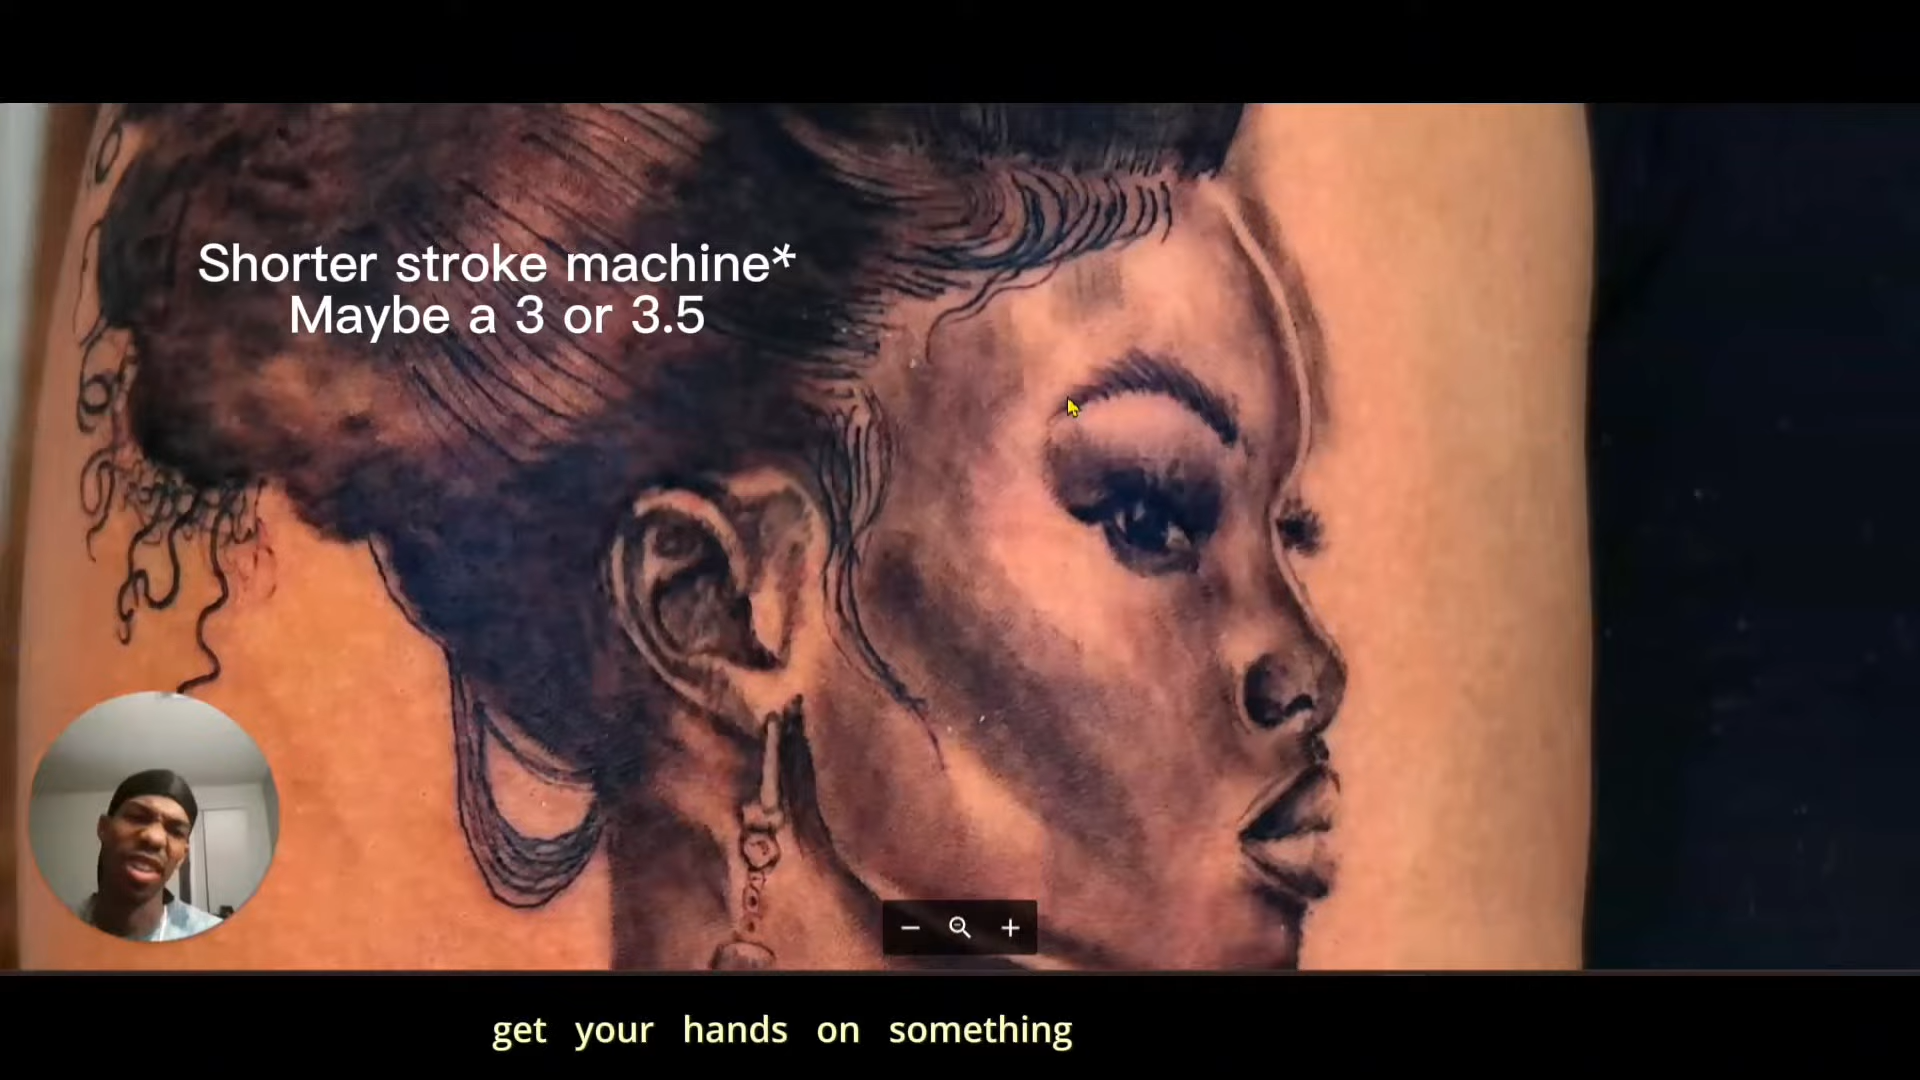 Shorter stroke machine*
Maybe a 3 or 3.5
get your hands on something